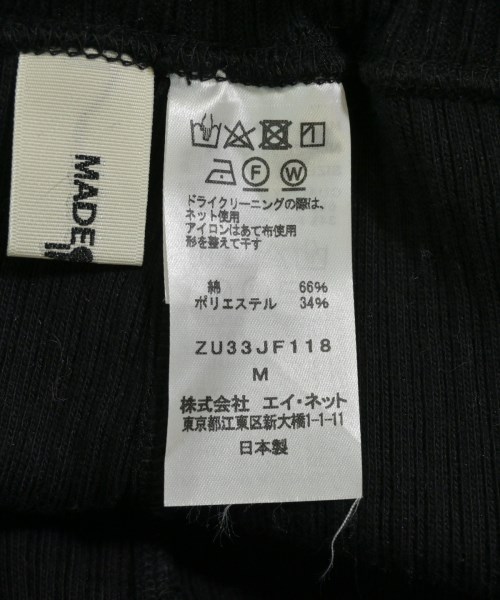 MADE
F W
ドライクリーニングの際は、
ネット使用
アイロンはあて布使用
形を整えて干す
綿 66%
ポリエステル 34%
ZU33JF118
M
株式会社 エイ・ネット
東京都江東区新大橋1-1-11
日本製